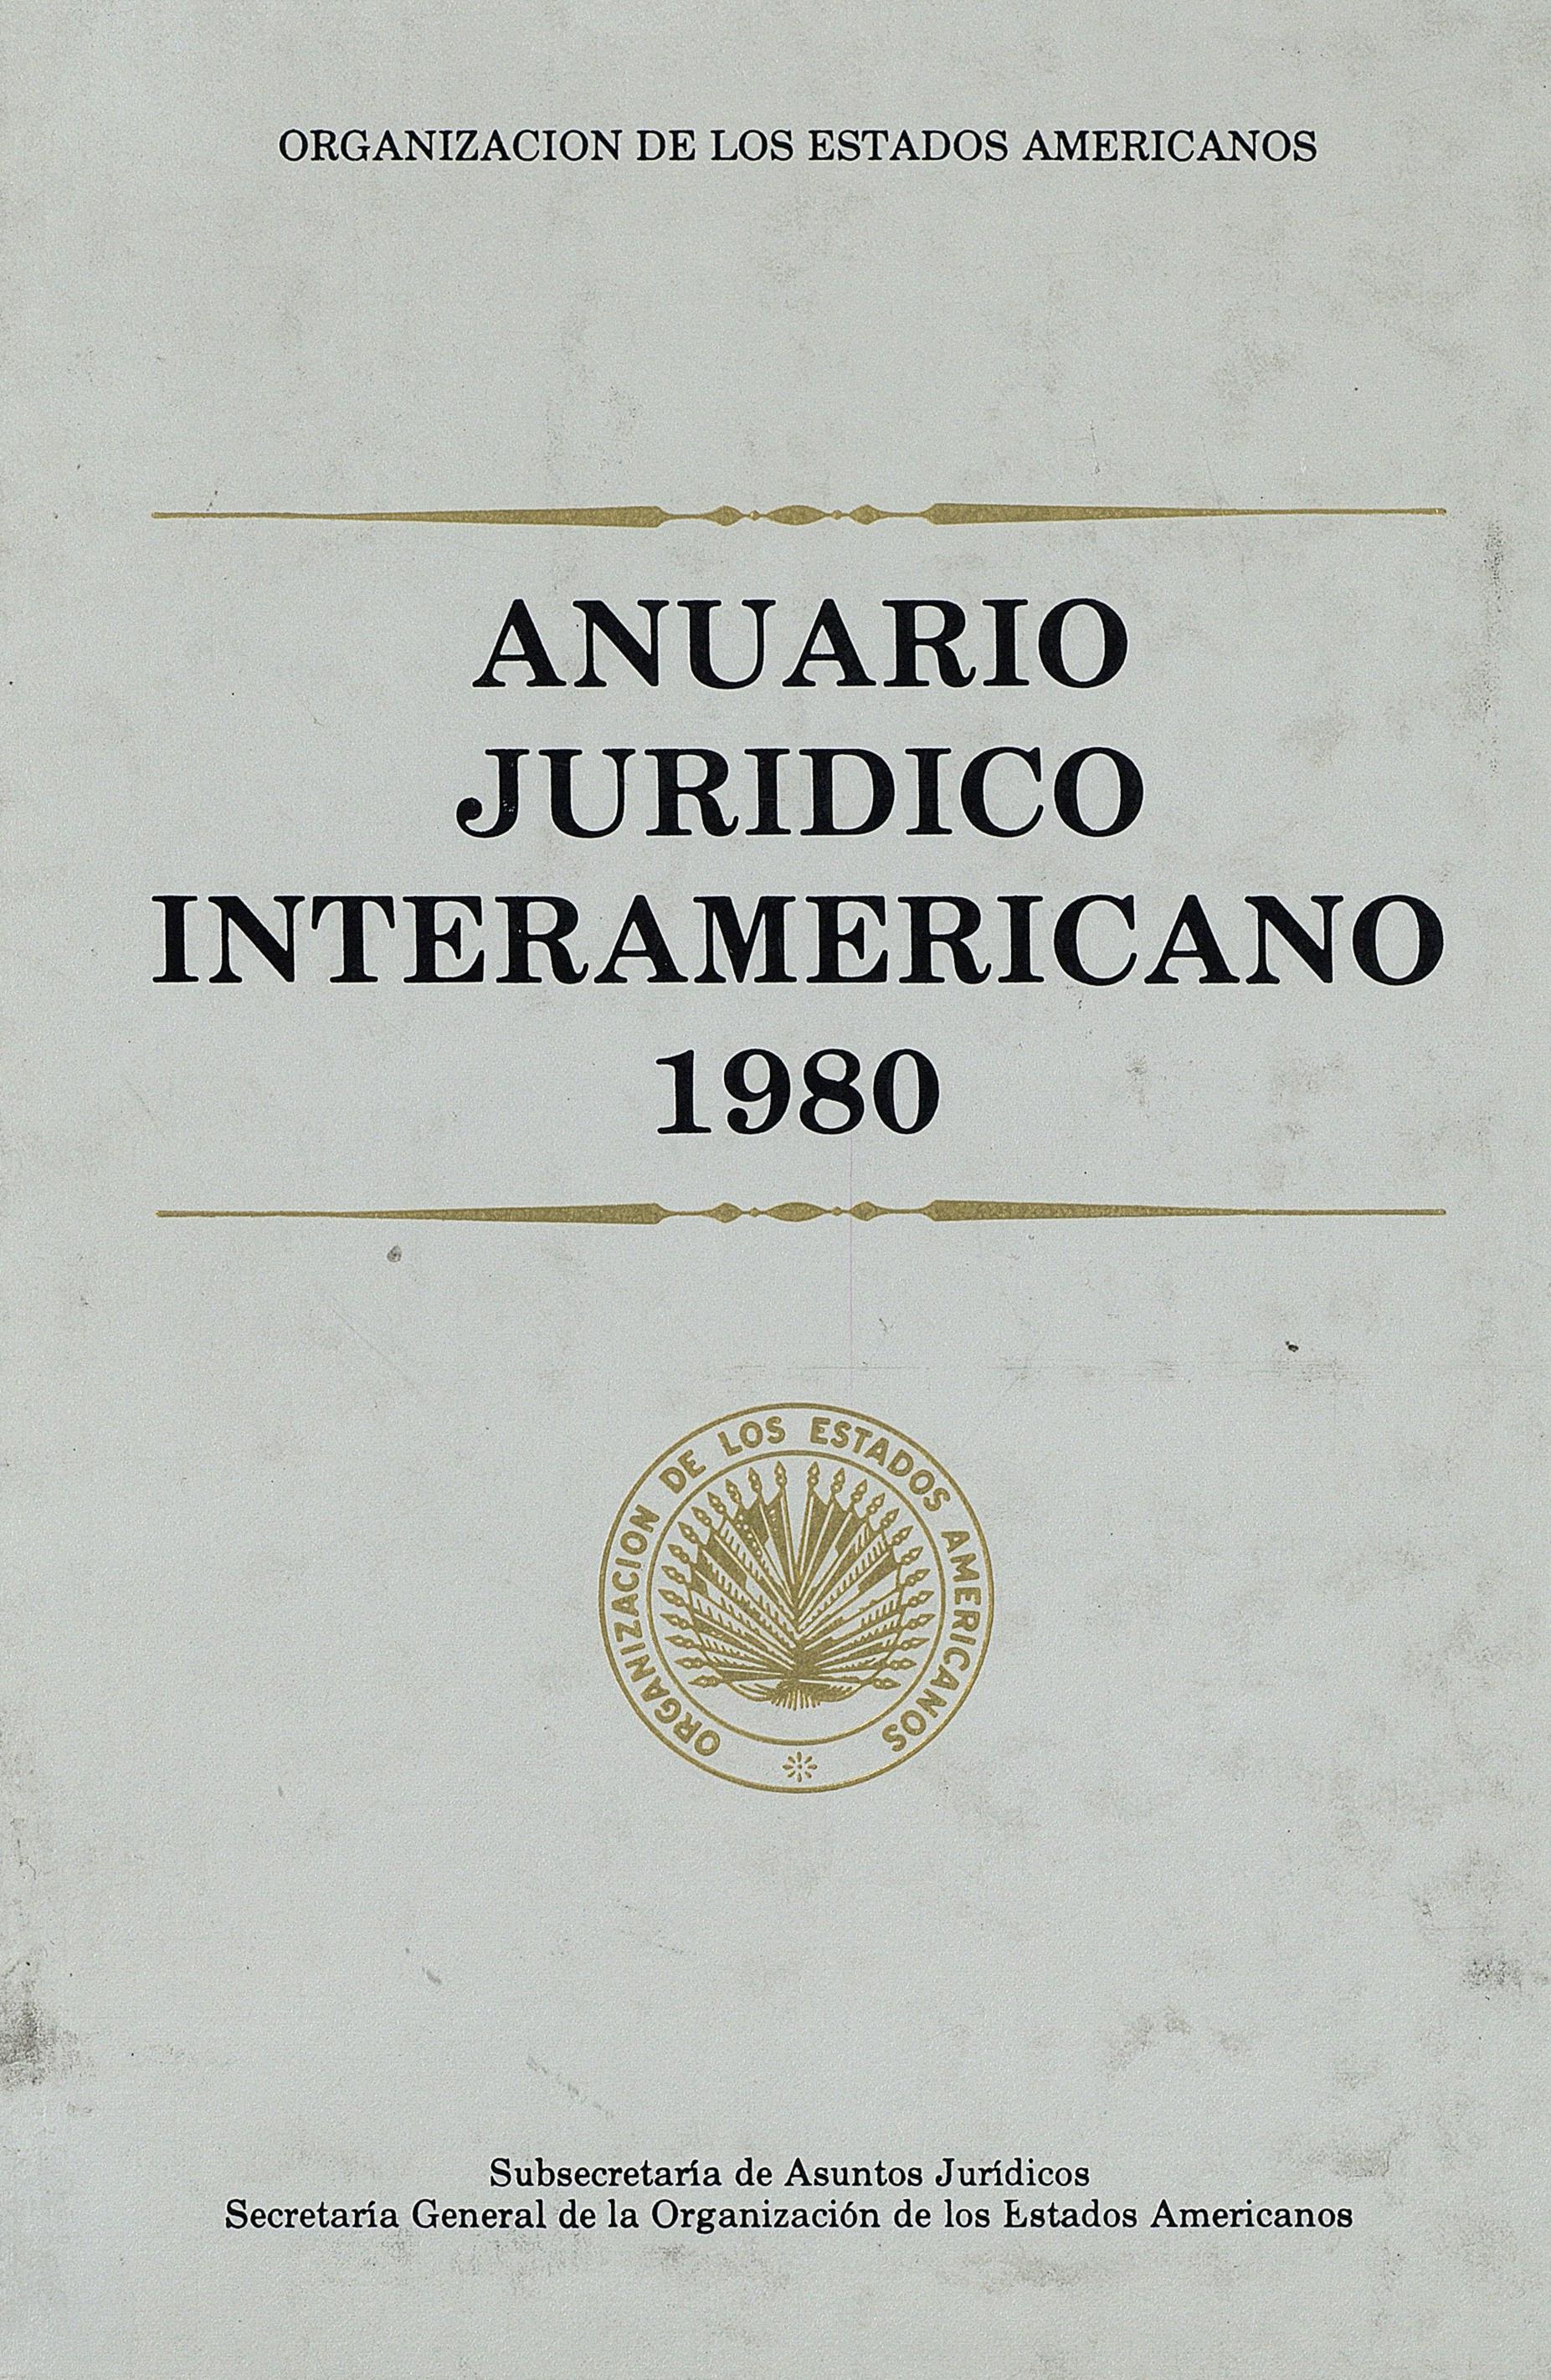 ORGANIZACION DE LOS ESTADOS AMERICANOS
ANUARIO
JURIDICO
INTERAMERICANO
1980
ORGANIZACION DE LOS ESTADOS AMERICANOS
Subsecretaría de Asuntos Jurídicos
Secretaría General de la Organización de los Estados Americanos